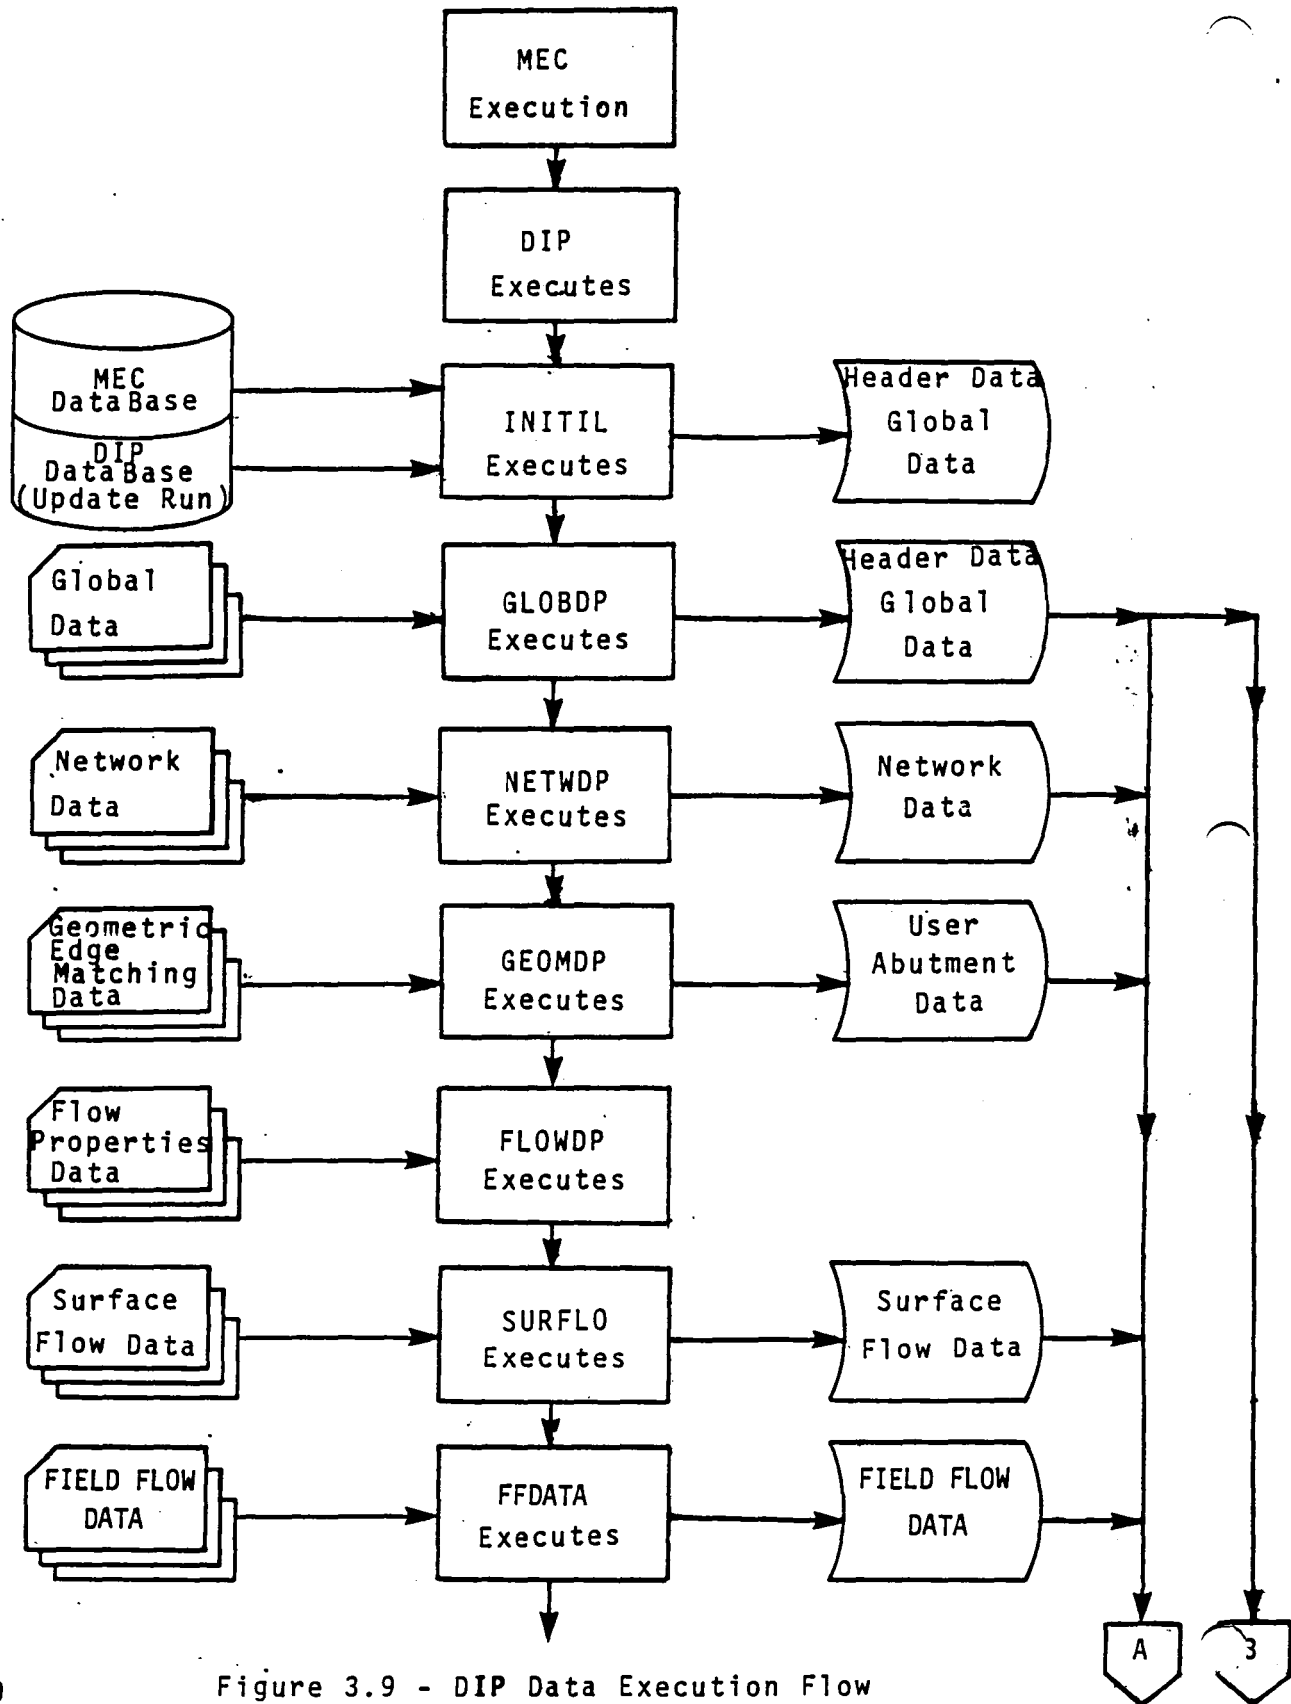 MEC
Execution
DIP
Executes
MEC
DataBase
DIP
DataBase
(Update Run)
INITIL
Executes
Header Data
Global
Data
Global
Data
GLOBDP
Executes
Header Data
Global
Data
Network
Data
NETWDP
Executes
Network
Data
Geometric
Edge
Matching
Data
GEOMDP
Executes
User
Abutment
Data
Flow
Properties
Data
FLOWDP
Executes
Surface
Flow Data
SURFLO
Executes
Surface
Flow Data
FIELD FLOW
DATA
FFDATA
Executes
FIELD FLOW
DATA
A
3
Figure 3.9 - DIP Data Execution Flow